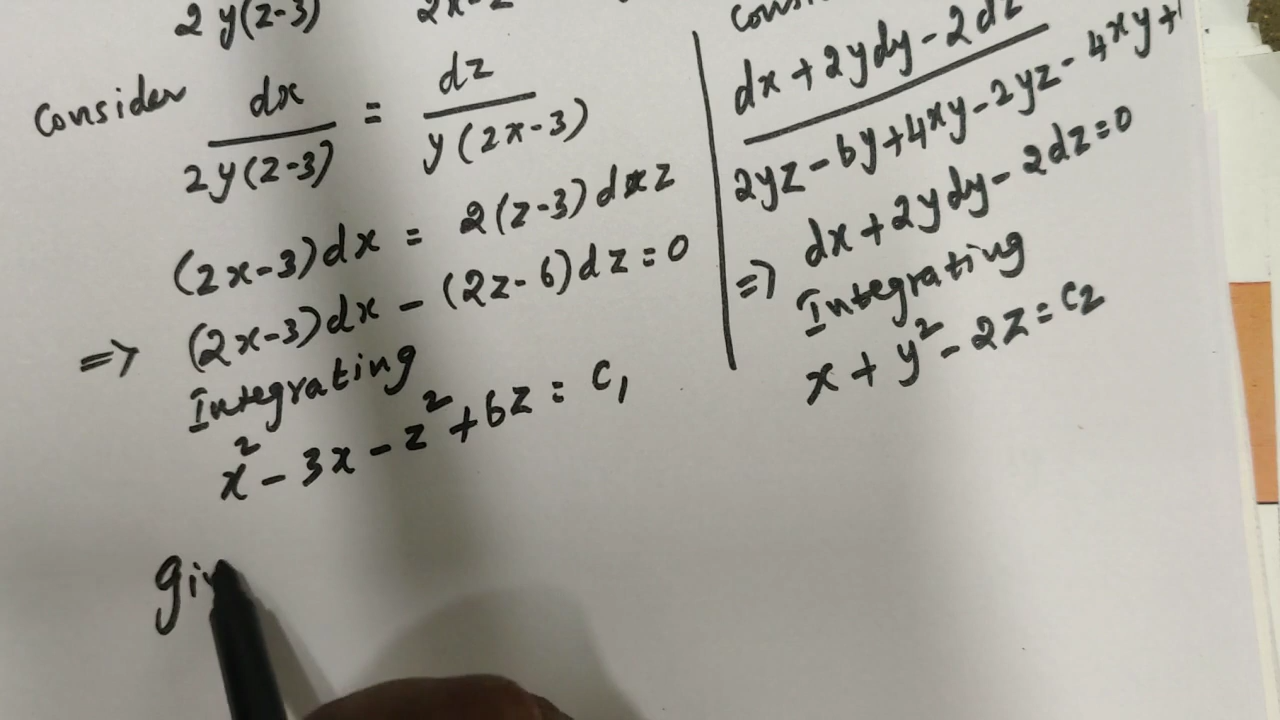 2y(z-3) 2x-z
Consider dx/2y(z-3) = dz/y(2x-3)
(2x-3)dx = 2(z-3)dxz
=> (2x-3)dx - (2z-6)dz = 0
Integrating
x² - 3x - z² + 6z = c₁
dx + 2ydy - 2dz
2yz - 6y + 4xy - 2yz - 4xy +
=> dx + 2ydy - 2dz = 0
Integrating
x + y² - 2z = c₂